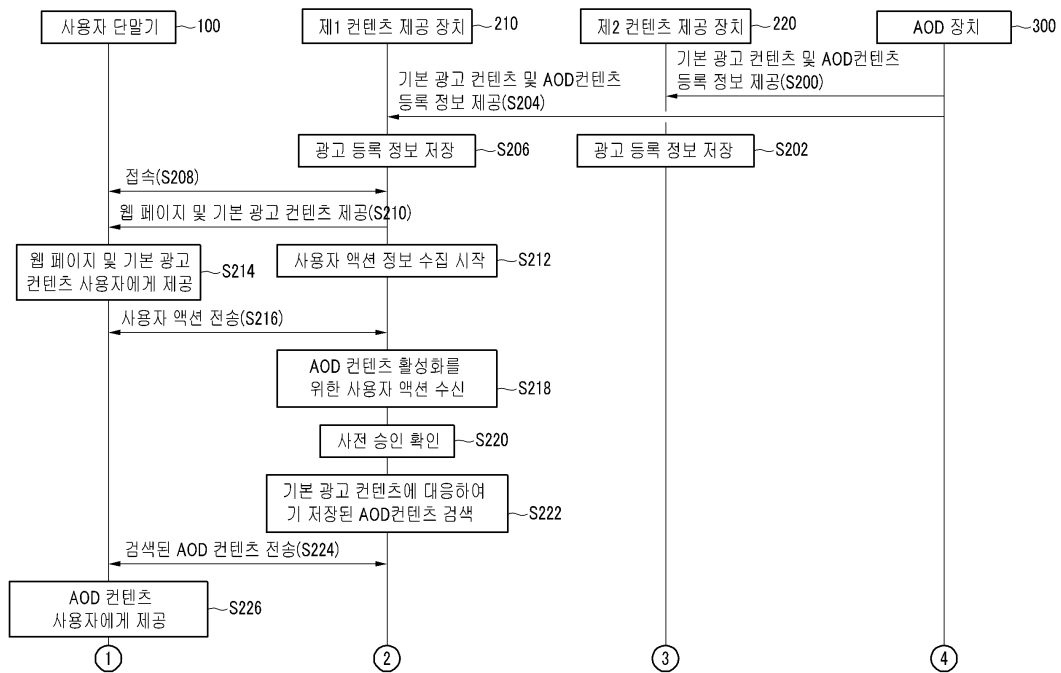 사용자 단말기
100
제1 컨텐츠 제공 장치
210
제2 컨텐츠 제공 장치
220
AOD 장치
300
기본 광고 컨텐츠 및 AOD컨텐츠
등록 정보 제공(S200)
기본 광고 컨텐츠 및 AOD컨텐츠
등록 정보 제공(S204)
광고 등록 정보 저장
S206
광고 등록 정보 저장
S202
접속(S208)
웹 페이지 및 기본 광고 컨텐츠 제공(S210)
웹 페이지 및 기본 광고
컨텐츠 사용자에게 제공
S214
사용자 액션 정보 수집 시작
S212
사용자 액션 전송(S216)
AOD 컨텐츠 활성화를
위한 사용자 액션 수신
S218
사전 승인 확인
S220
기본 광고 컨텐츠에 대응하여
기 저장된 AOD컨텐츠 검색
S222
검색된 AOD 컨텐츠 전송(S224)
AOD 컨텐츠
사용자에게 제공
S226
1
2
3
4